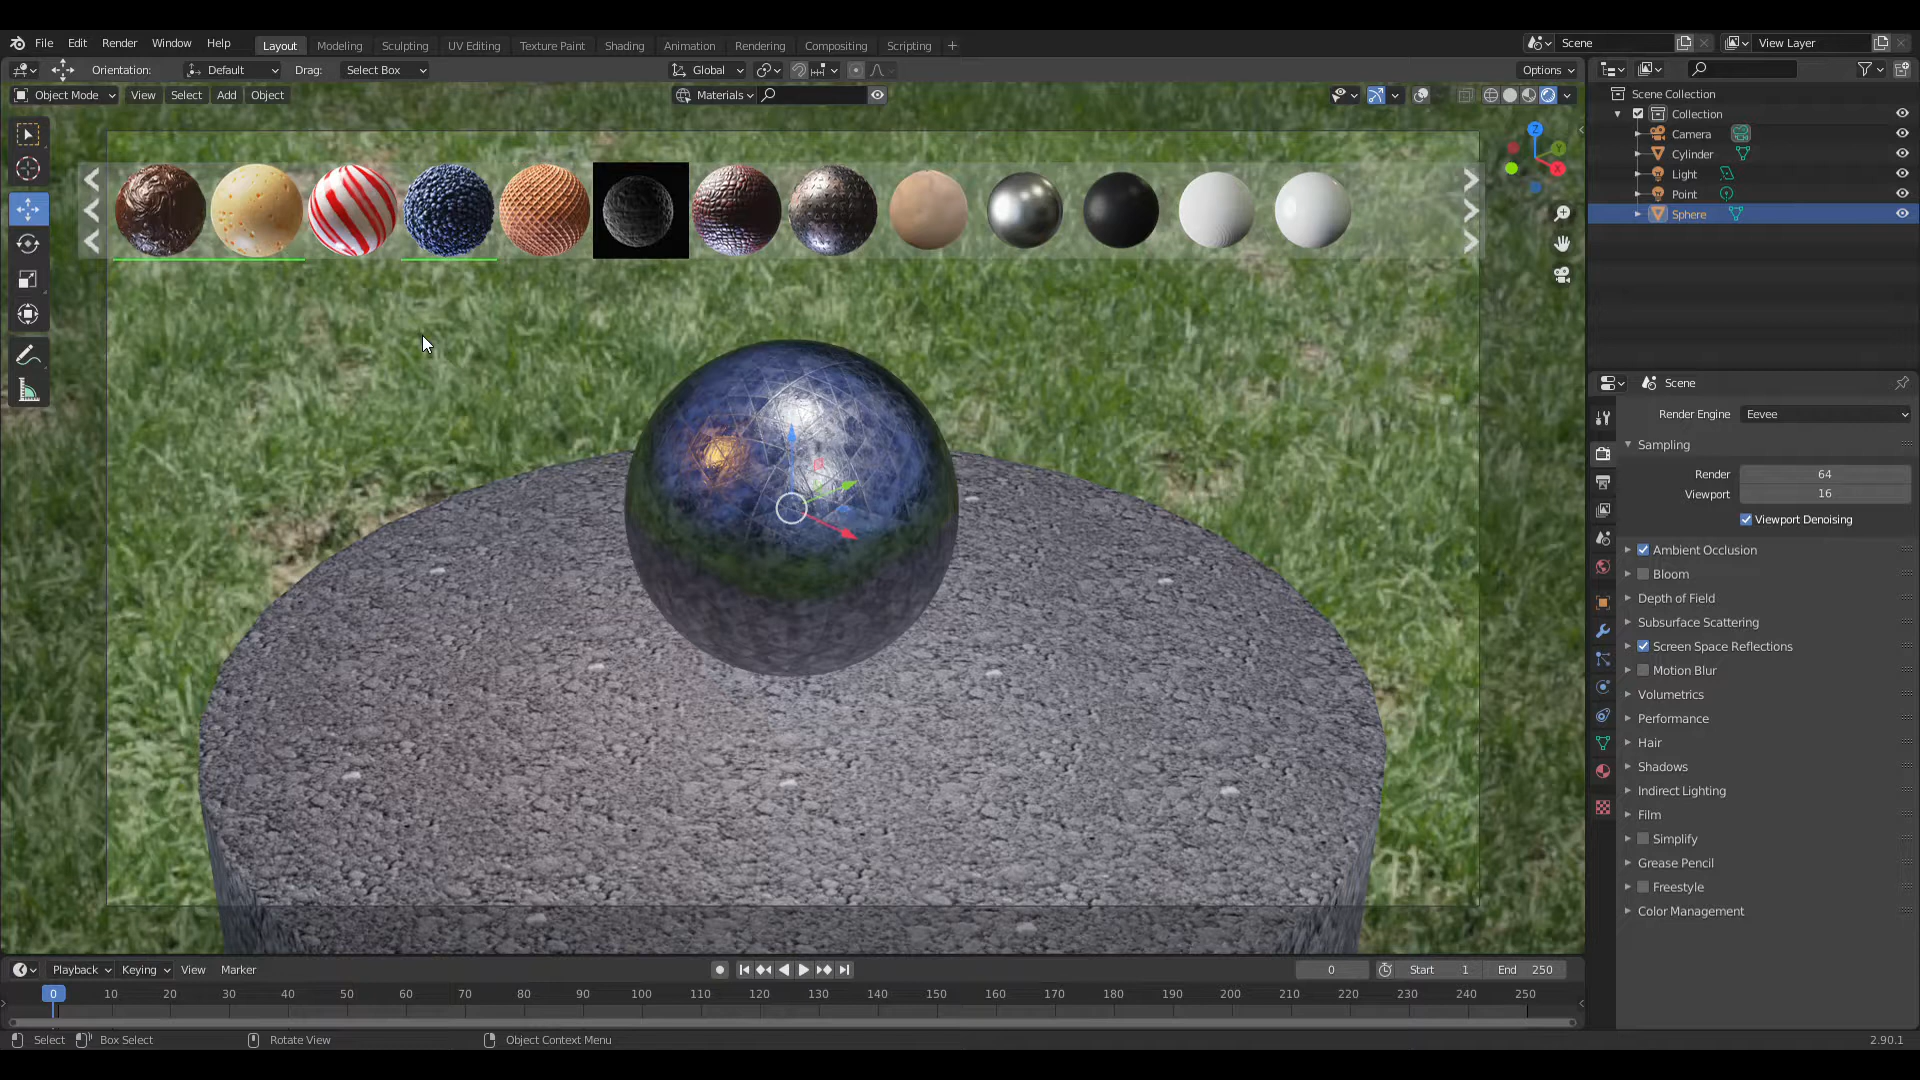 File Edit Render Window Help Layout Modeling Sculpting UV Editing Texture Paint Shading Animation Rendering Compositing Scripting + Scene View Layer
Orientation: Default Drag: Select Box Global Options
Object Mode View Select Add Object Materials
Scene Collection
Collection
Camera
Cylinder
Light
Point
Sphere
Z
Y
X
Scene
Render Engine Eevee
Sampling
Render 64
Viewport 16
Viewport Denoising
Ambient Occlusion
Bloom
Depth of Field
Subsurface Scattering
Screen Space Reflections
Motion Blur
Volumetrics
Performance
Hair
Shadows
Indirect Lighting
Film
Simplify
Grease Pencil
Freestyle
Color Management
Playback Keying View Marker 0 Start 1 End 250
0 10 20 30 40 50 60 70 80 90 100 110 120 130 140 150 160 170 180 190 200 210 220 230 240 250
Select Box Select Rotate View Object Context Menu 2.90.1